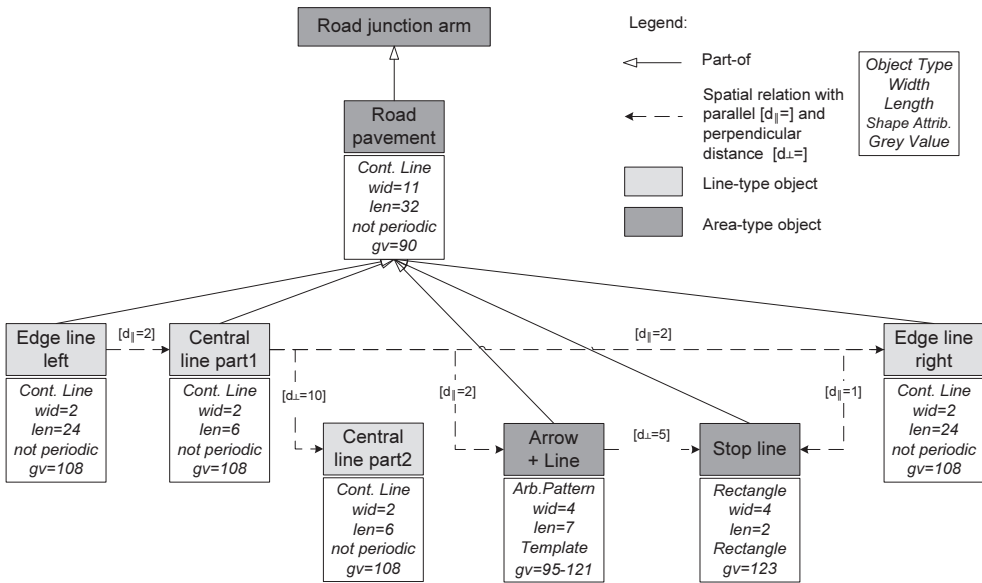 Road junction arm
Road
pavement
Cont. Line
wid=11
len=32
not periodic
gv=90
Legend:
Part-of
Spatial relation with
parallel [d∥=] and
perpendicular
distance [d⊥=]
Line-type object
Area-type object
Object Type
Width
Length
Shape Attrib.
Grey Value
Edge line
left
Cont. Line
wid=2
len=24
not periodic
gv=108
[d∥=2]
Central
line part1
Cont. Line
wid=2
len=6
not periodic
gv=108
[d⊥=10]
Central
line part2
Cont. Line
wid=2
len=6
not periodic
gv=108
[d∥=2]
Arrow
+ Line
Arb.Pattern
wid=4
len=7
Template
gv=95-121
[d⊥=5]
Stop line
Rectangle
wid=4
len=2
Rectangle
gv=123
[d∥=2]
[d∥=1]
Edge line
right
Cont. Line
wid=2
len=24
not periodic
gv=108